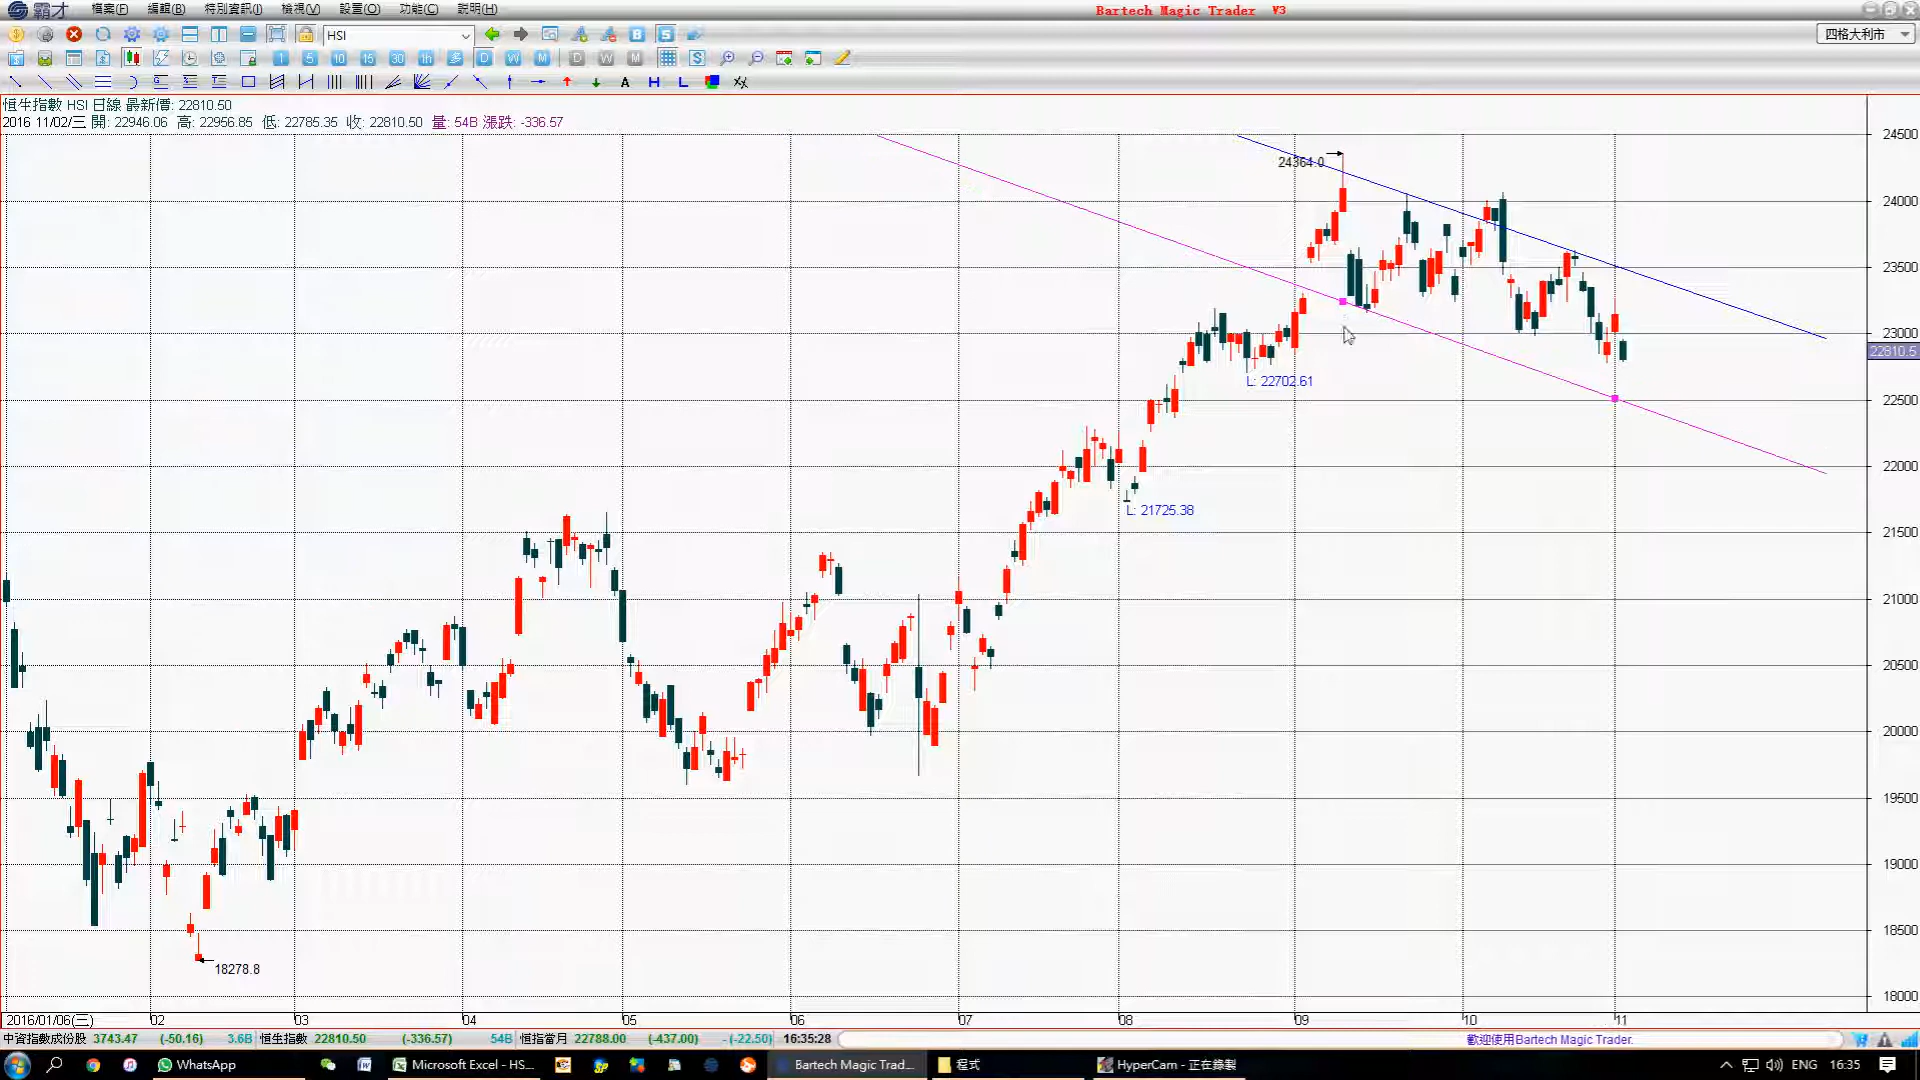 霸才 檔案(F) 編輯(B) 特別資訊(I) 檢視(V) 設置(O) 功能(C) 說明(H) Bartech Magic Trader V3
HSI 四格大利市
1 5 10 15 30 1h D W M D W M
恒生指數 HSI 日線 最新價: 22810.50
2016 11/02/三 開: 22946.06 高: 22956.85 低: 22785.35 收: 22810.50 量: 54B 漲跌: -336.57
24500
24364.0
24000
23500
23000
22810.5
L: 22702.61
22500
22000
L: 21725.38
21500
21000
20500
20000
19500
19000
18500
18278.8
18000
2016/01/06(三) 02 03 04 05 06 07 08 09 10 11
中資指數成份股 3743.47 (-50.16) 3.6B 恒生指數 22810.50 (-336.57) 54B 恒指當月 22788.00 (-437.00) -(-22.50) 16:35:28 歡迎使用Bartech Magic Trader.
WhatsApp Microsoft Excel - HS... Bartech Magic Trad... 程式 HyperCam - 正在錄製 ENG 16:35